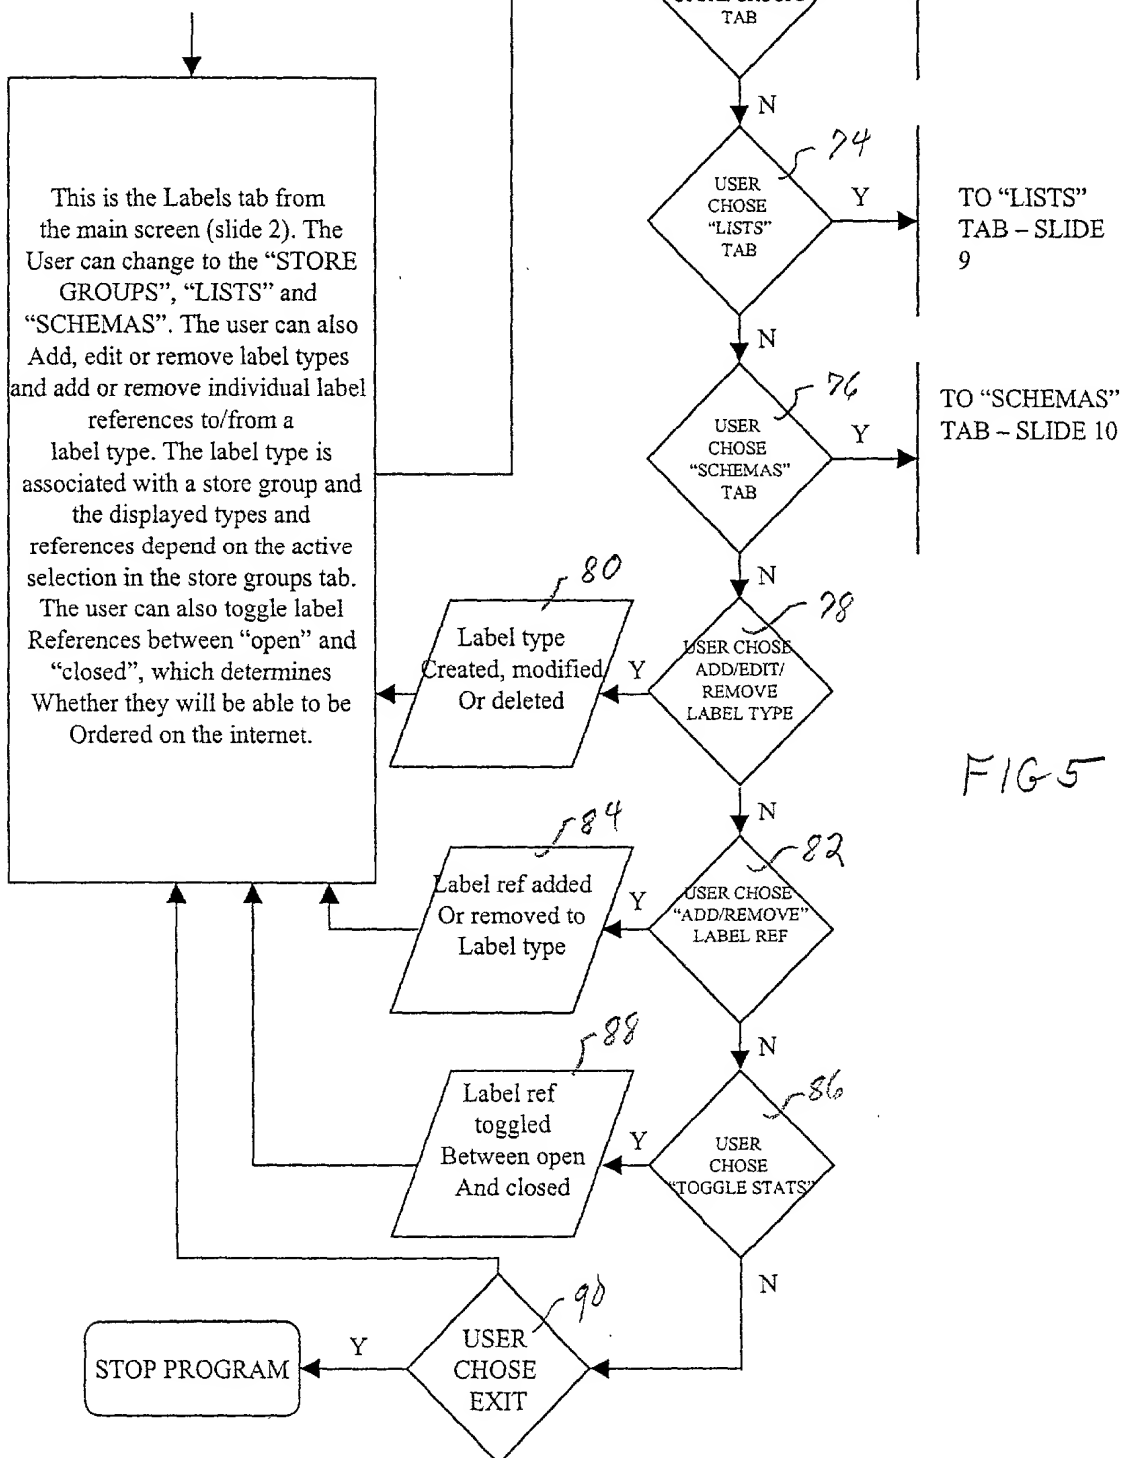 TAB
N
This is the Labels tab from
the main screen (slide 2). The
User can change to the “STORE
GROUPS”, “LISTS” and
“SCHEMAS”. The user can also
Add, edit or remove label types
and add or remove individual label
references to/from a
label type. The label type is
associated with a store group and
the displayed types and
references depend on the active
selection in the store groups tab.
The user can also toggle label
References between “open” and
“closed”, which determines
Whether they will be able to be
Ordered on the internet.
74
USER
CHOSE
“LISTS”
TAB
Y
TO “LISTS”
TAB – SLIDE
9
N
76
USER
CHOSE
“SCHEMAS”
TAB
Y
TO “SCHEMAS”
TAB – SLIDE 10
N
78
USER CHOSE
ADD/EDIT/
REMOVE
LABEL TYPE
Y
80
Label type
Created, modified
Or deleted
N
FIG 5
82
USER CHOSE
“ADD/REMOVE”
LABEL REF
Y
84
Label ref added
Or removed to
Label type
N
86
USER
CHOSE
“TOGGLE STATS”
Y
88
Label ref
toggled
Between open
And closed
N
90
USER
CHOSE
EXIT
Y
STOP PROGRAM